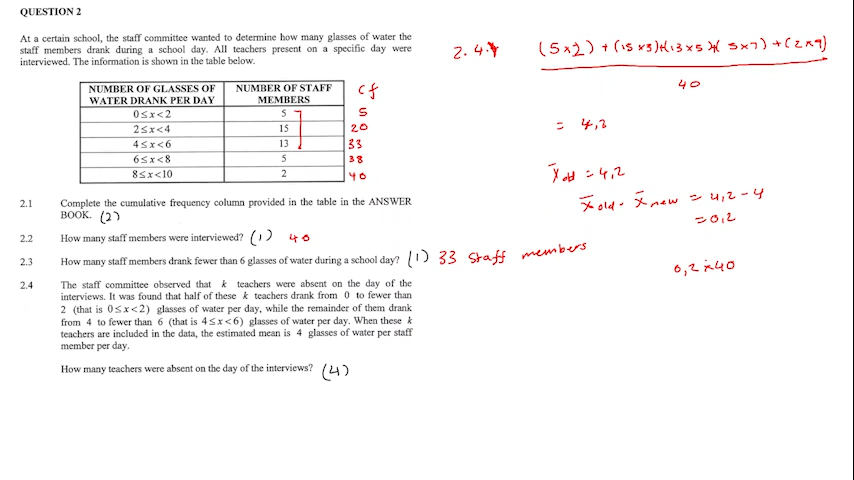 QUESTION 2
At a certain school, the staff committee wanted to determine how many glasses of water the
staff members drank during a school day. All teachers present on a specific day were
interviewed. The information is shown in the table below.
NUMBER OF GLASSES OF WATER DRANK PER DAY NUMBER OF STAFF MEMBERS cf
0≤x<2 5 5
2≤x<4 15 20
4≤x<6 13 33
6≤x<8 5 38
8≤x<10 2 40
2.1 Complete the cumulative frequency column provided in the table in the ANSWER
BOOK. (2)
2.2 How many staff members were interviewed? (1) 40
2.3 How many staff members drank fewer than 6 glasses of water during a school day? (1) 33 staff members
2.4 The staff committee observed that k teachers were absent on the day of the
interviews. It was found that half of these k teachers drank from 0 to fewer than
2 (that is 0≤x<2) glasses of water per day, while the remainder of them drank
from 4 to fewer than 6 (that is 4≤x<6) glasses of water per day. When these k
teachers are included in the data, the estimated mean is 4 glasses of water per staff
member per day.
How many teachers were absent on the day of the interviews? (4)
2.4. (5×2) + (15×3)+(13×5)+(5×7)+(2×9)
40
= 4,2
x̄old = 4,2
x̄old - x̄new = 4,2 - 4
= 0,2
0,2×40